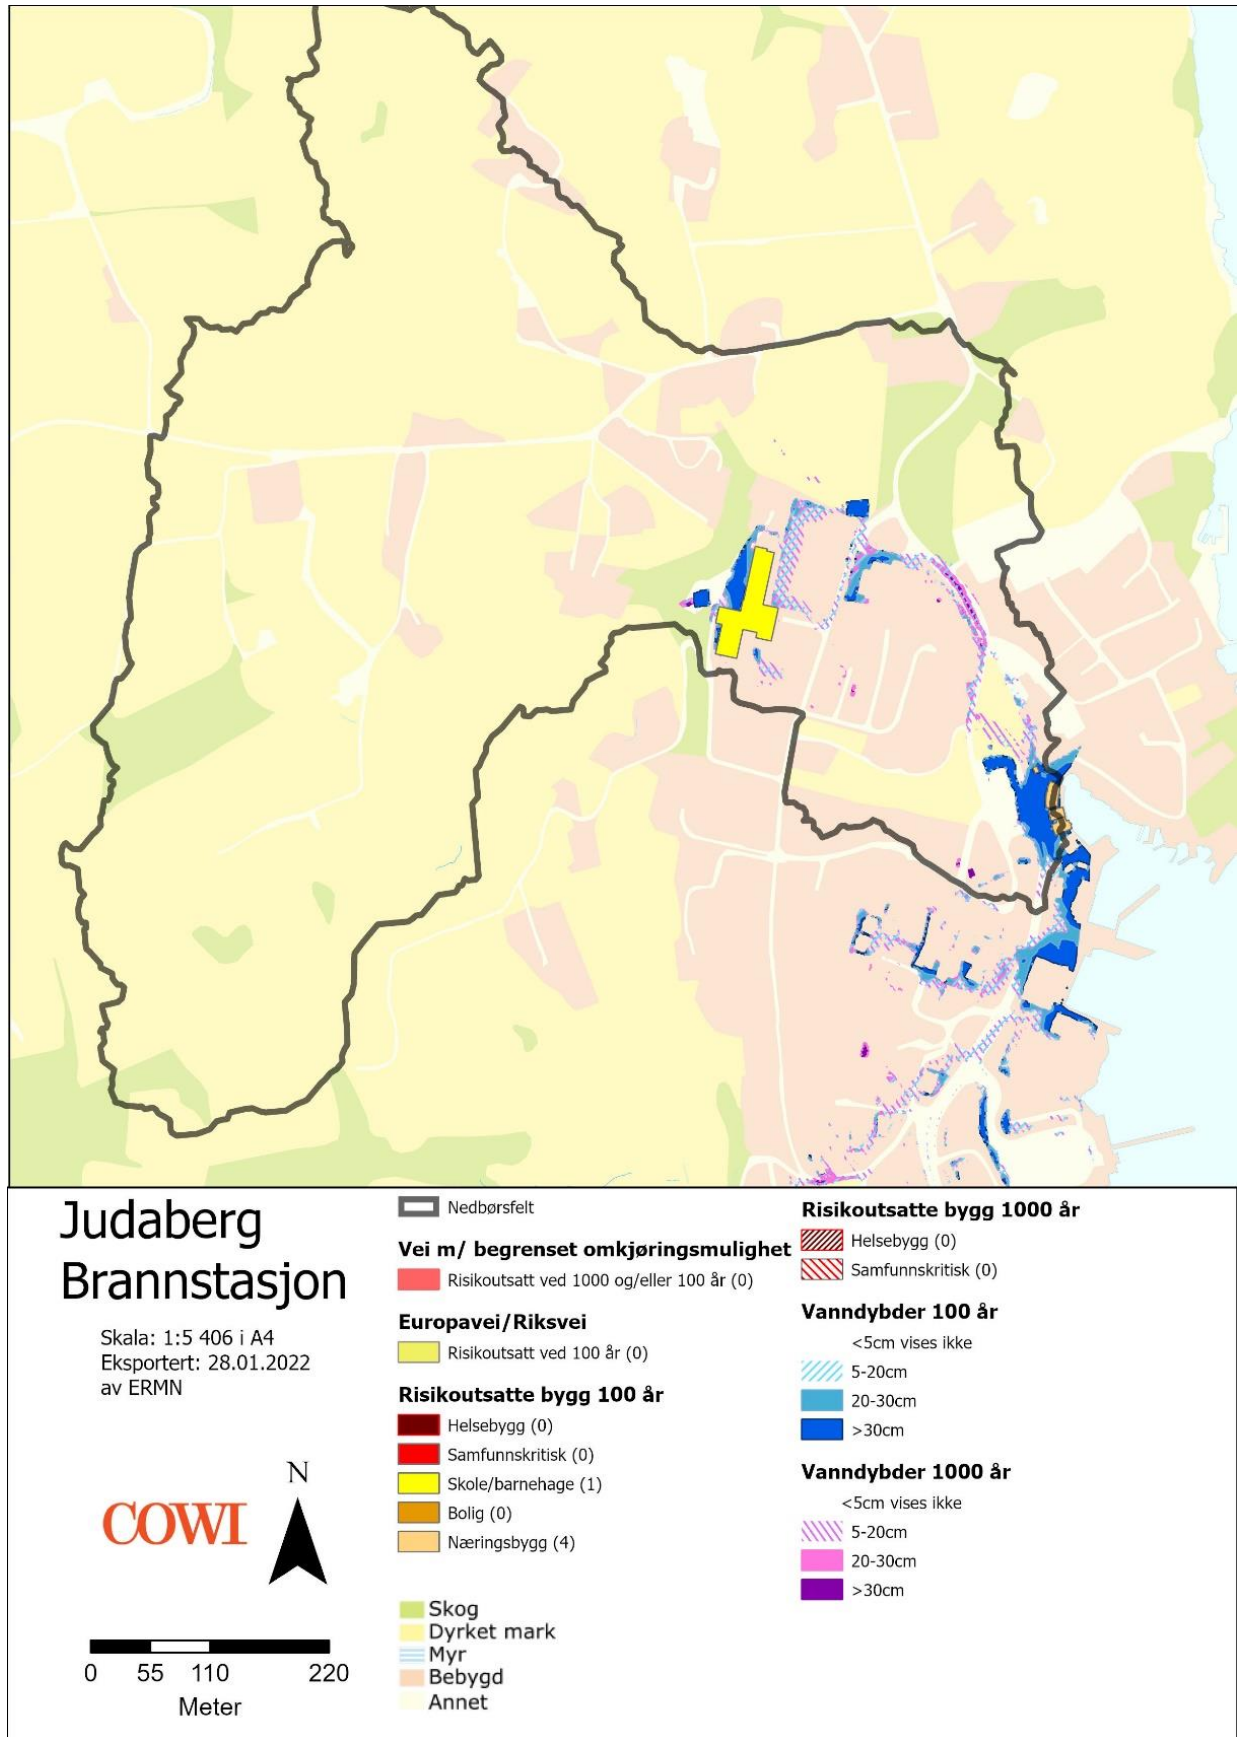 Judaberg
Brannstasjon
Skala: 1:5 406 i A4
Eksportert: 28.01.2022
av ERMN
COWI
N
0 55 110 220
Meter
Nedbørsfelt
Vei m/ begrenset omkjøringsmulighet
Risikoutsatt ved 1000 og/eller 100 år (0)
Europavei/Riksvei
Risikoutsatt ved 100 år (0)
Risikoutsatte bygg 100 år
Helsebygg (0)
Samfunnskritisk (0)
Skole/barnehage (1)
Bolig (0)
Næringsbygg (4)
Skog
Dyrket mark
Myr
Bebygd
Annet
Risikoutsatte bygg 1000 år
Helsebygg (0)
Samfunnskritisk (0)
Vanndybder 100 år
<5cm vises ikke
5-20cm
20-30cm
>30cm
Vanndybder 1000 år
<5cm vises ikke
5-20cm
20-30cm
>30cm